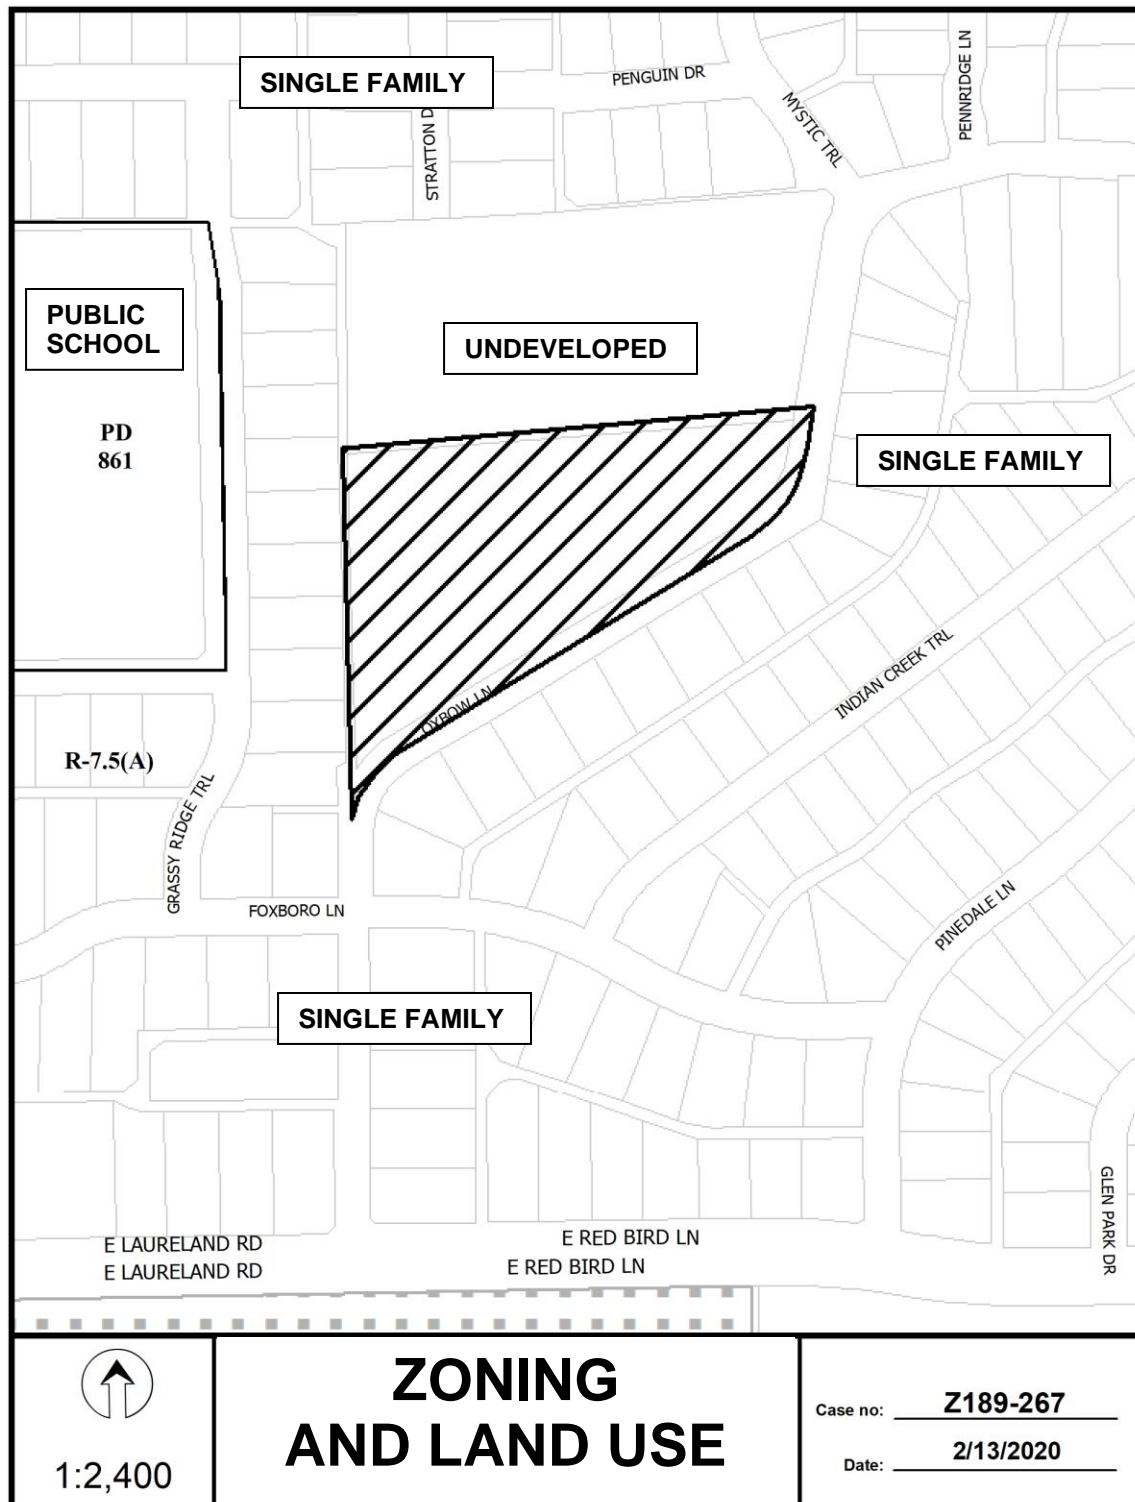 SINGLE FAMILY
PENGUIN DR
PENNRIDGE LN
MYSTIC TRL
STRATTON D
PUBLIC
SCHOOL
UNDEVELOPED
PD
861
SINGLE FAMILY
INDIAN CREEK TRL
OXBOW LN
R-7.5(A)
GRASSY RIDGE TRL
FOXBORO LN
PINEDALE LN
SINGLE FAMILY
GLEN PARK DR
E LAURELAND RD
E RED BIRD LN
E LAURELAND RD
E RED BIRD LN
1:2,400
ZONING
AND LAND USE
Case no: Z189-267
Date: 2/13/2020